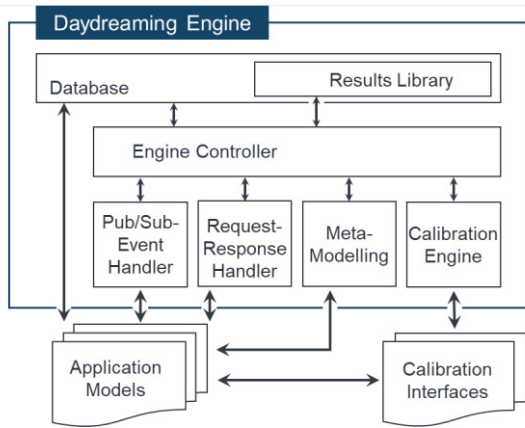 Daydreaming Engine
Results Library
Database
Engine Controller
Pub/Sub-
Event
Handler
Request-
Response
Handler
Meta-
Modelling
Calibration
Engine
Application
Models
Calibration
Interfaces